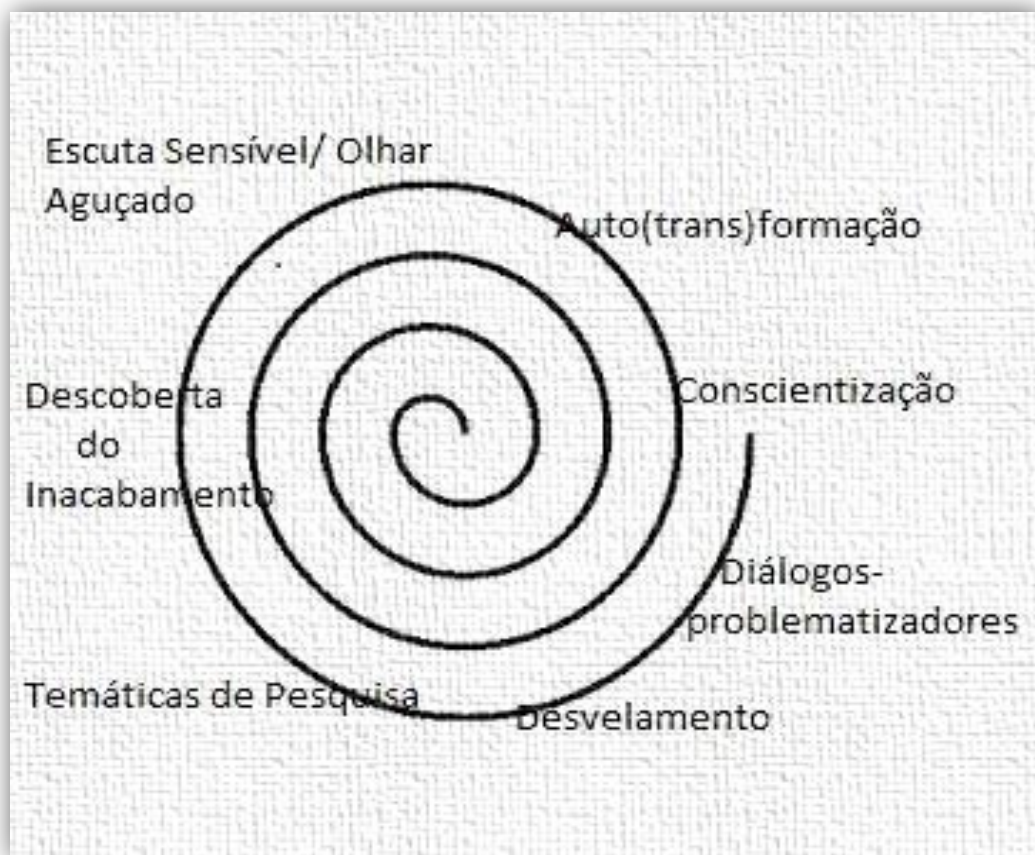 Escuta Sensível/ Olhar
Aguçado
Auto(trans)formação
Descoberta
do
Inacabamento
Conscientização
Diálogos-
problematizadores
Temáticas de Pesquisa
Desvelamento